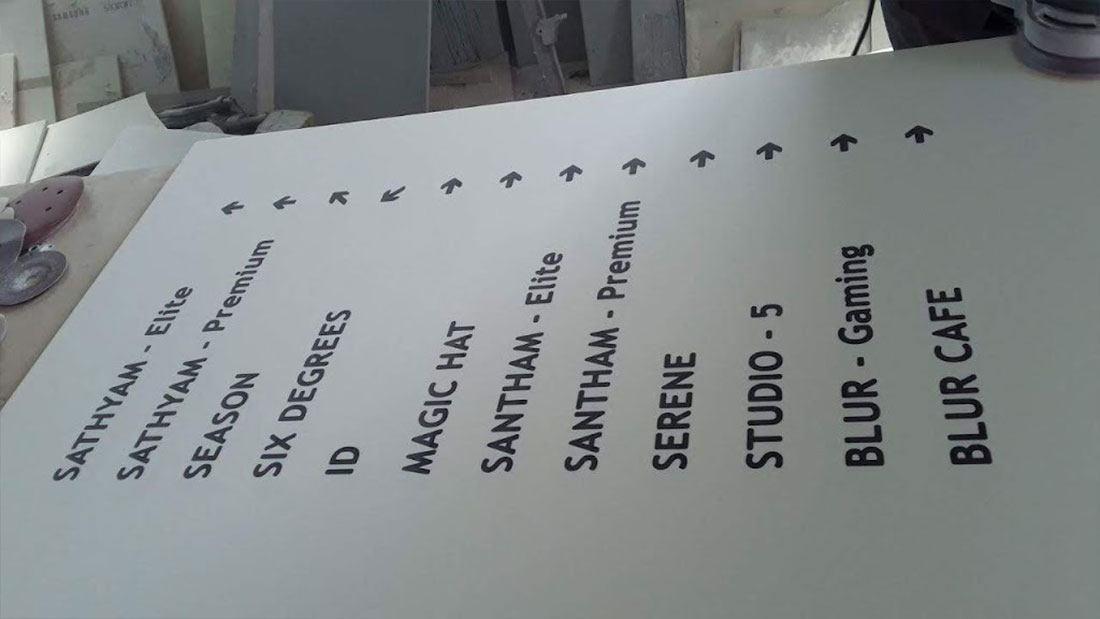 SATHYAM - Elite
SATHYAM - Premium
SEASON
SIX DEGREES
ID
MAGIC HAT
SANTHAM - Elite
SANTHAM - Premium
SERENE
STUDIO - 5
BLUR - Gaming
BLUR CAFE